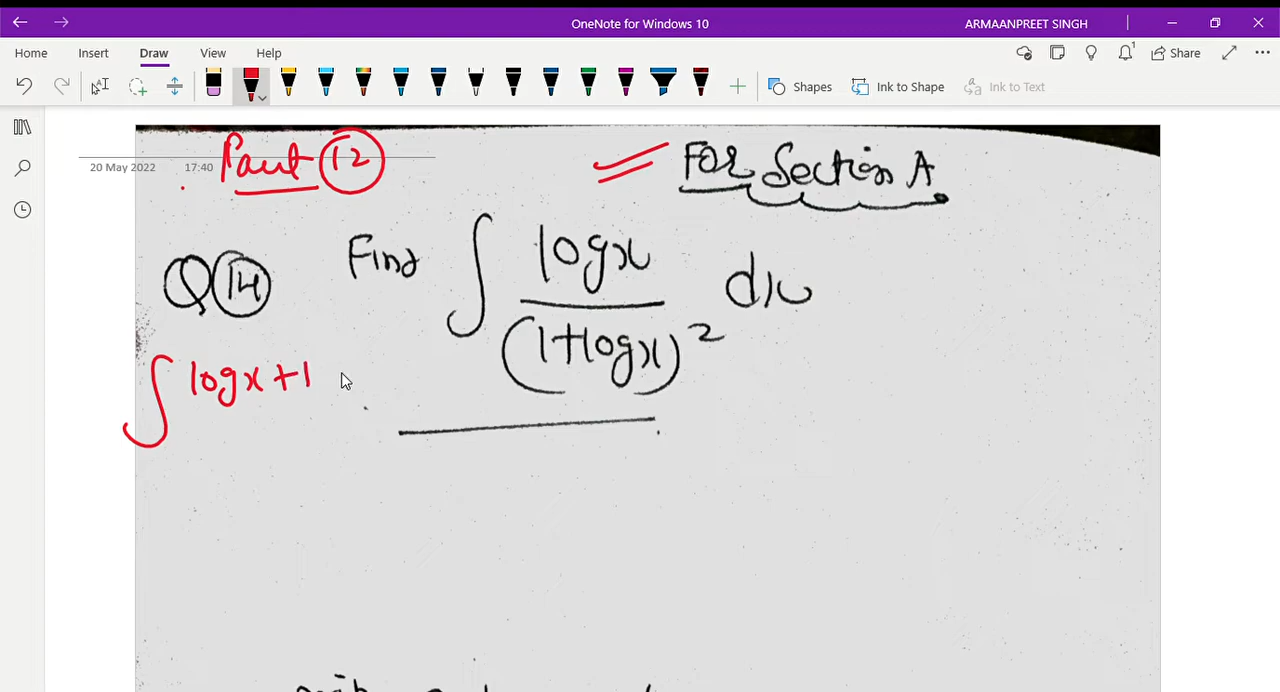 OneNote for Windows 10
ARMAANPREET SINGH
Home Insert Draw View Help
1 Share
Shapes Ink to Shape Ink to Text
20 May 2022 17:40
Part 12
For Section A
Q 14 Find ∫ logx / (1+logx)² dx
∫ logx+1